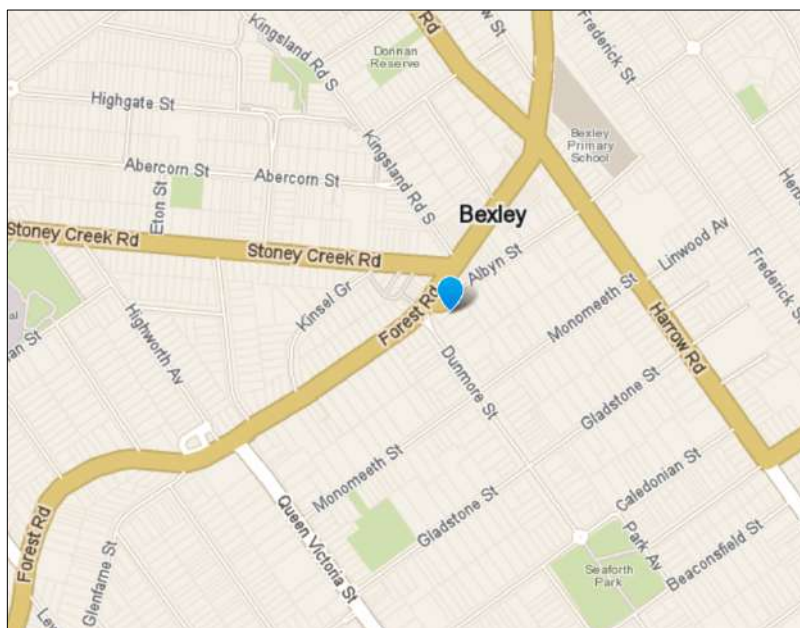 Rd
Kingsland Rd S
Donnan
Reserve
Frederick St
Highgate St
Bexley
Primary
School
Kingsland Rd S
Abercorn St
Abercorn St
Eton St
Bexley
Stoney Creek Rd
Stoney Creek Rd
Albyn St
Linwood Av
Frederick St
Kinsel Gr
Forest Rd
Monomeeth St
Harrow Rd
Highworth Av
Dunmore St
Gladstone St
Monomeeth St
Caledonian St
Gladstone St
Queen Victoria St
Park Av
Beaconsfield St
Seaforth
Park
Forest Rd
Glenfarne St